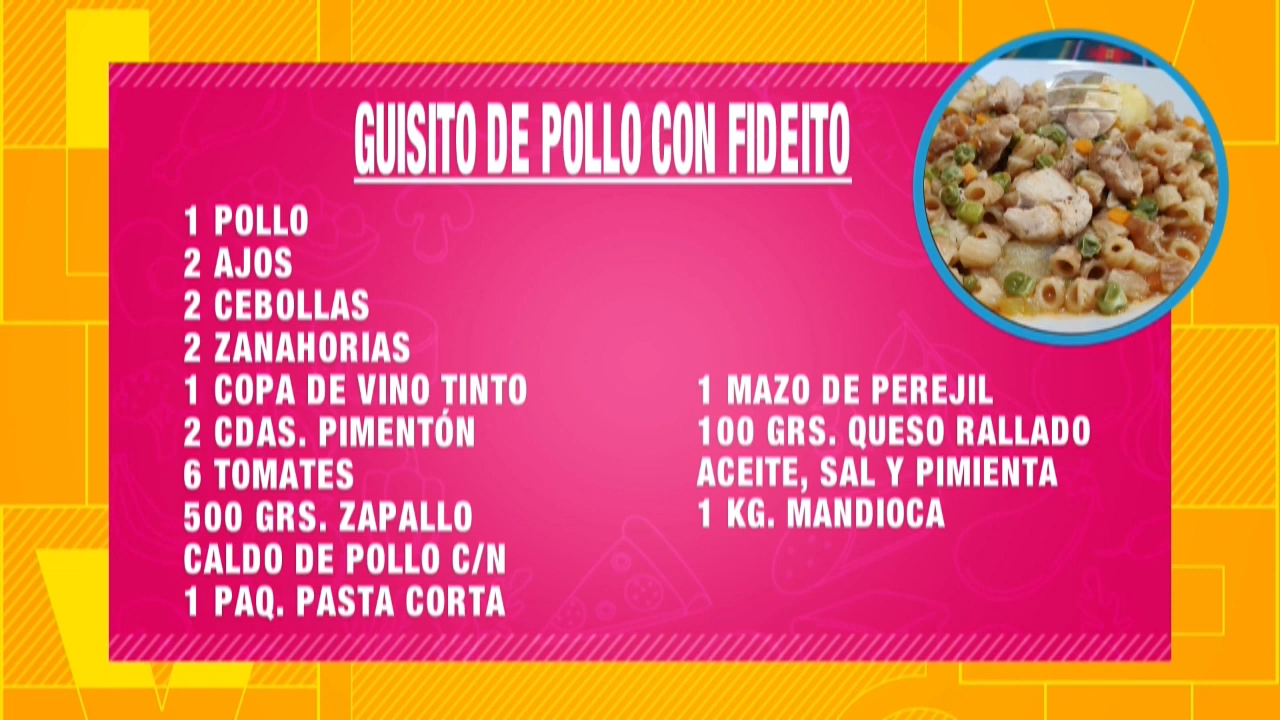 GUISITO DE POLLO CON FIDEITO
1 POLLO
2 AJOS
2 CEBOLLAS
2 ZANAHORIAS
1 COPA DE VINO TINTO
2 CDAS. PIMENTÓN
6 TOMATES
500 GRS. ZAPALLO
CALDO DE POLLO C/N
1 PAQ. PASTA CORTA
1 MAZO DE PEREJIL
100 GRS. QUESO RALLADO
ACEITE, SAL Y PIMIENTA
1 KG. MANDIOCA